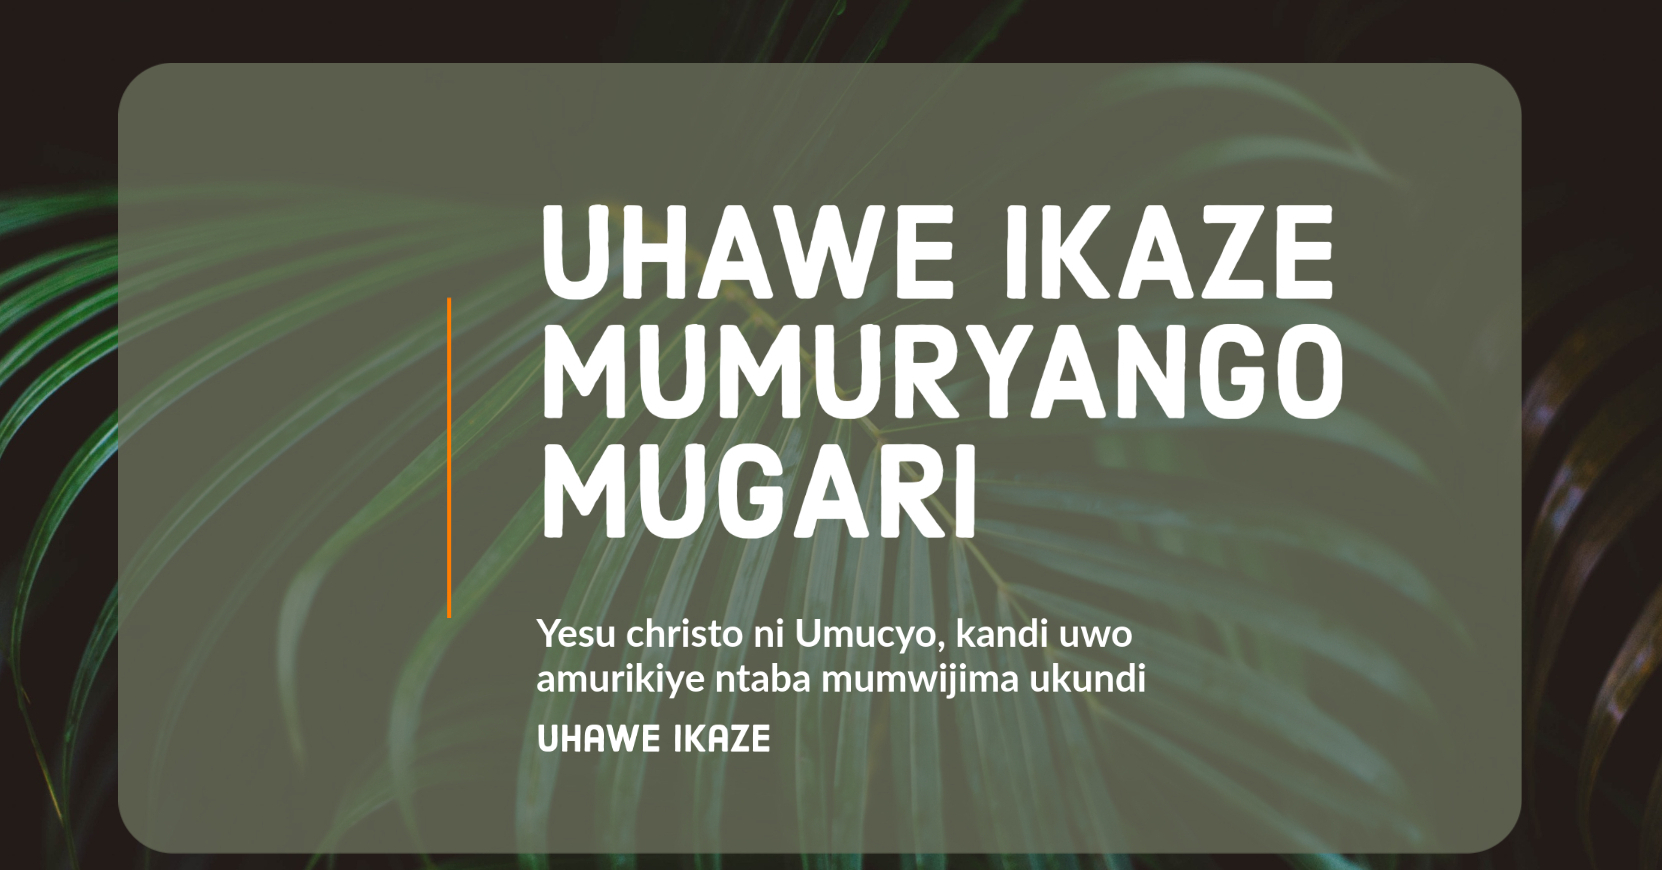 UHAWE IKAZE
MUMURYANGO
MUGARI
Yesu christo ni Umucyo, kandi uwo
amurikiye ntaba mumwijima ukundi
UHAWE IKAZE